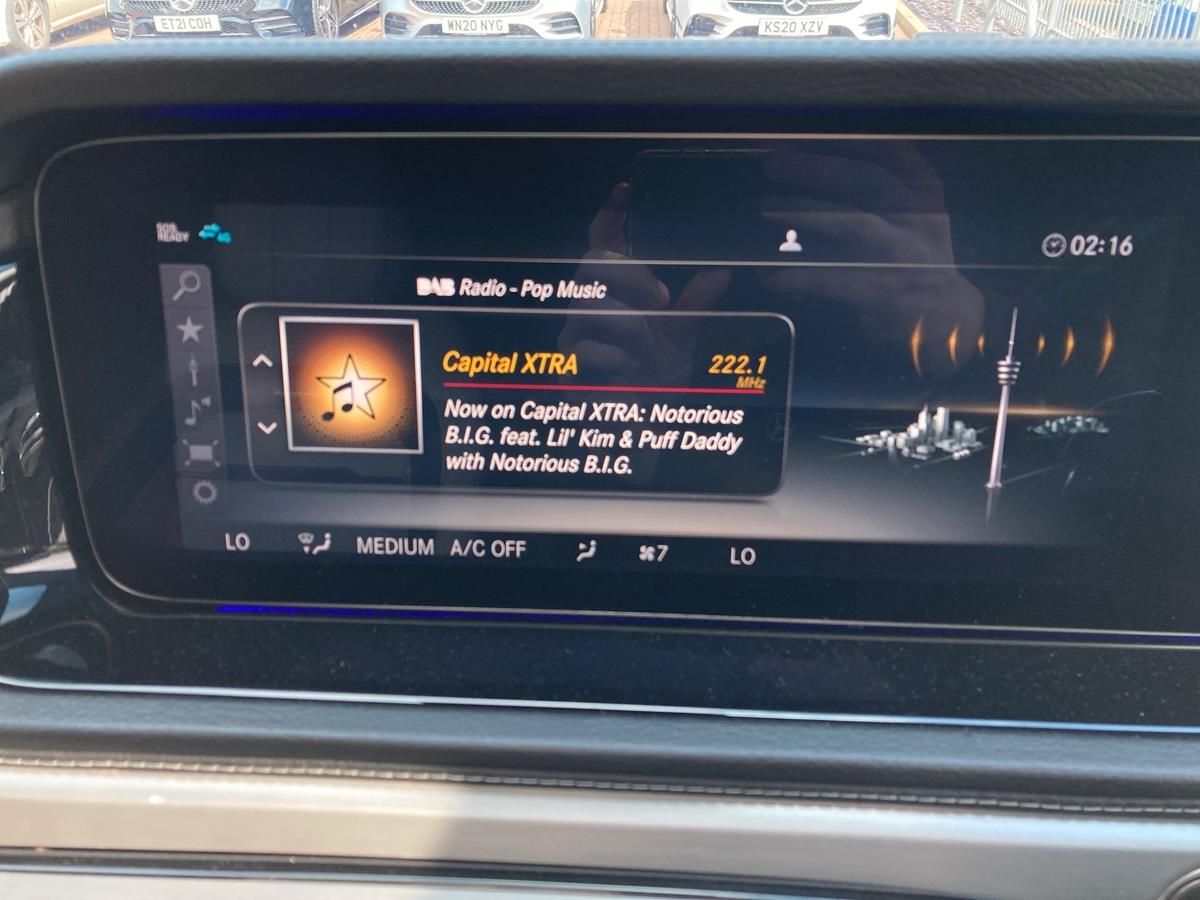 ET21 COH
WN20 NYG
KS20 XZV
SOS
READY
4G
02:16
DAB Radio - Pop Music
Capital XTRA
222.1
MHz
Now on Capital XTRA: Notorious
B.I.G. feat. Lil' Kim & Puff Daddy
with Notorious B.I.G.
LO
MEDIUM
A/C OFF
7
LO